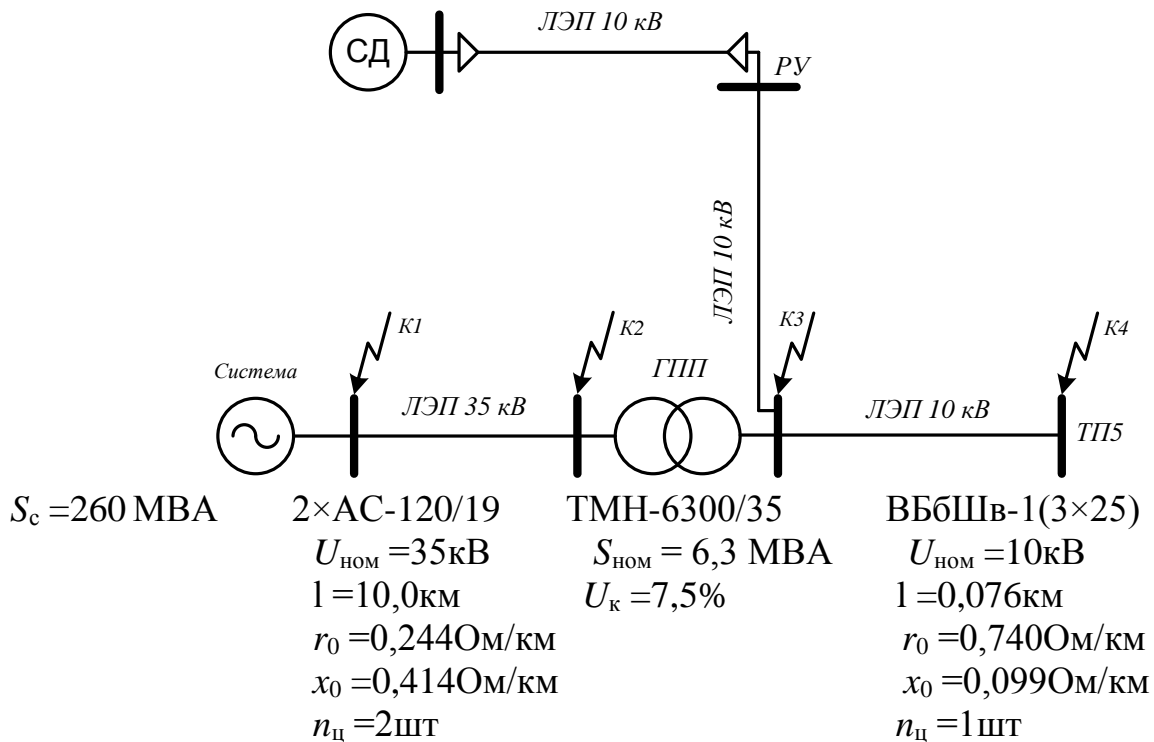 ЛЭП 10 кВ
СД
РУ
ЛЭП 10 кВ
К1
К2
К3
К4
Система
ГПП
ЛЭП 35 кВ
ЛЭП 10 кВ
ТП5
Sс =260 МВА
2×АС-120/19
Uном =35кВ
l =10,0км
r0 =0,244Ом/км
x0 =0,414Ом/км
nц =2шт
ТМН-6300/35
Sном = 6,3 МВА
Uк =7,5%
ВБбШв-1(3×25)
Uном =10кВ
l =0,076км
r0 =0,740Ом/км
x0 =0,099Ом/км
nц =1шт